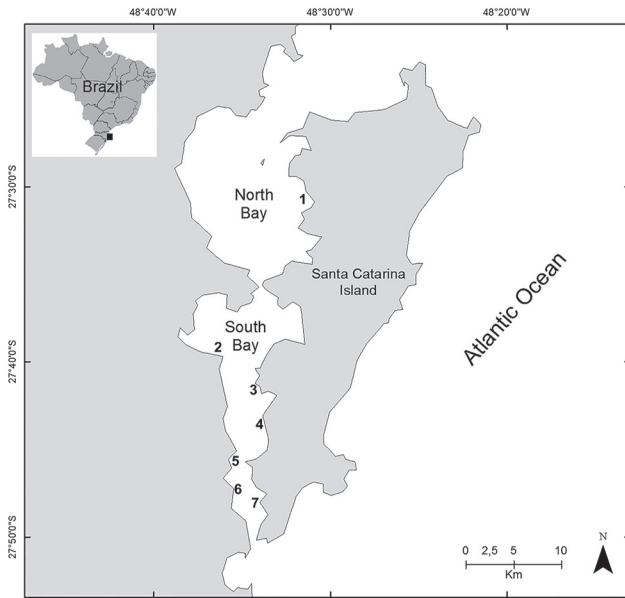 48°40'0"W
48°30'0"W
48°20'0"W
Brazil
27°30'0"S
North
Bay
1
Santa Catarina
Island
Atlantic Ocean
South
Bay
2
27°40'0"S
3
4
5
6
7
27°50'0"S
N
0 2,5 5 10
Km